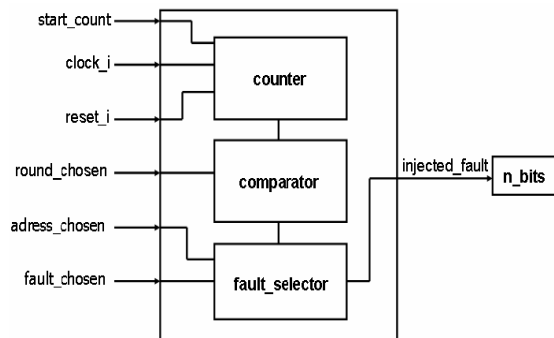 start_count
clock_i
counter
reset_i
round_chosen
comparator
injected_fault
n_bits
adress_chosen
fault_chosen
fault_selector